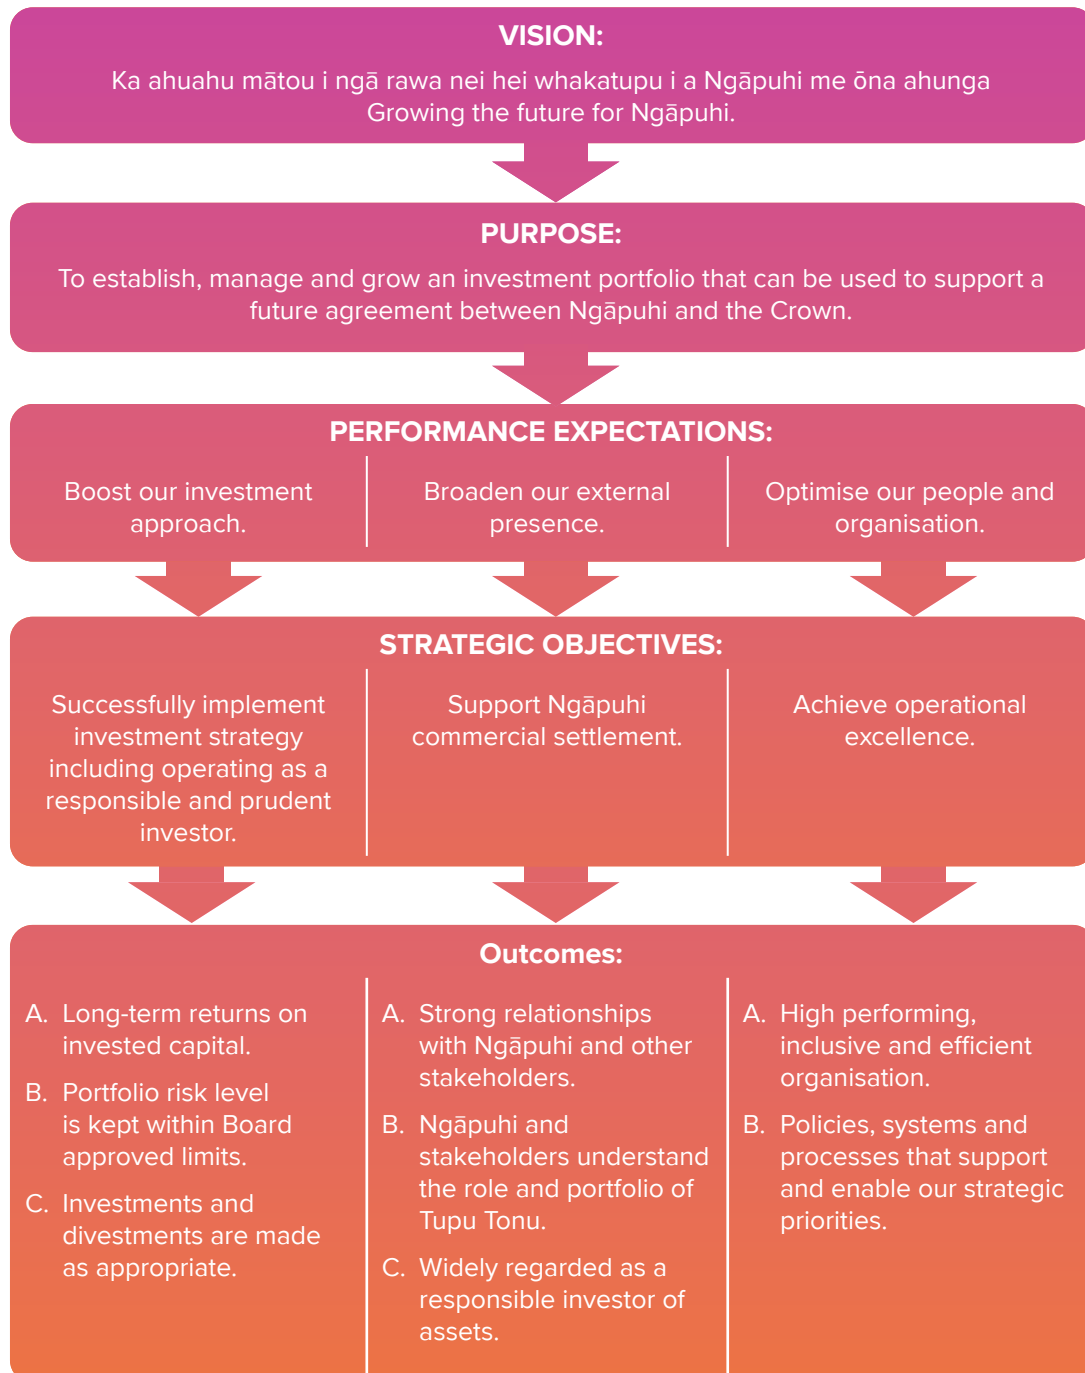 VISION:
Ka ahuahu mātou i ngā rawa nei hei whakatupu i a Ngāpuhi me ōna ahunga
Growing the future for Ngāpuhi.
PURPOSE:
To establish, manage and grow an investment portfolio that can be used to support a
future agreement between Ngāpuhi and the Crown.
PERFORMANCE EXPECTATIONS:
Boost our investment
approach.
Broaden our external
presence.
Optimise our people and
organisation.
STRATEGIC OBJECTIVES:
Successfully implement
investment strategy
including operating as a
responsible and prudent
investor.
Support Ngāpuhi
commercial settlement.
Achieve operational
excellence.
Outcomes:
A. Long-term returns on
invested capital.
B. Portfolio risk level
is kept within Board
approved limits.
C. Investments and
divestments are made
as appropriate.
A. Strong relationships
with Ngāpuhi and other
stakeholders.
B. Ngāpuhi and
stakeholders understand
the role and portfolio of
Tupu Tonu.
C. Widely regarded as a
responsible investor of
assets.
A. High performing,
inclusive and efficient
organisation.
B. Policies, systems and
processes that support
and enable our strategic
priorities.